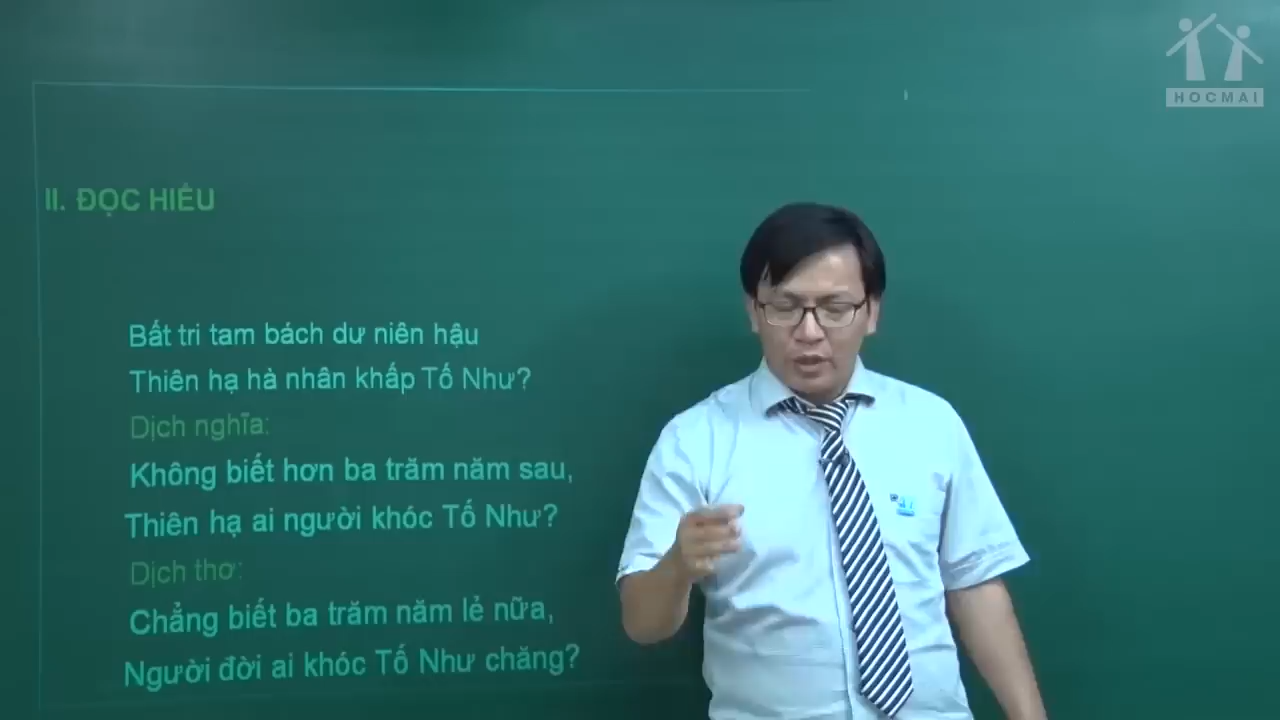 HOCMAI
II. ĐỌC HIỂU
Bất tri tam bách dư niên hậu
Thiên hạ hà nhân khấp Tố Như?
Dịch nghĩa:
Không biết hơn ba trăm năm sau,
Thiên hạ ai người khóc Tố Như?
Dịch thơ:
Chẳng biết ba trăm năm lẻ nữa,
Người đời ai khóc Tố Như chăng?